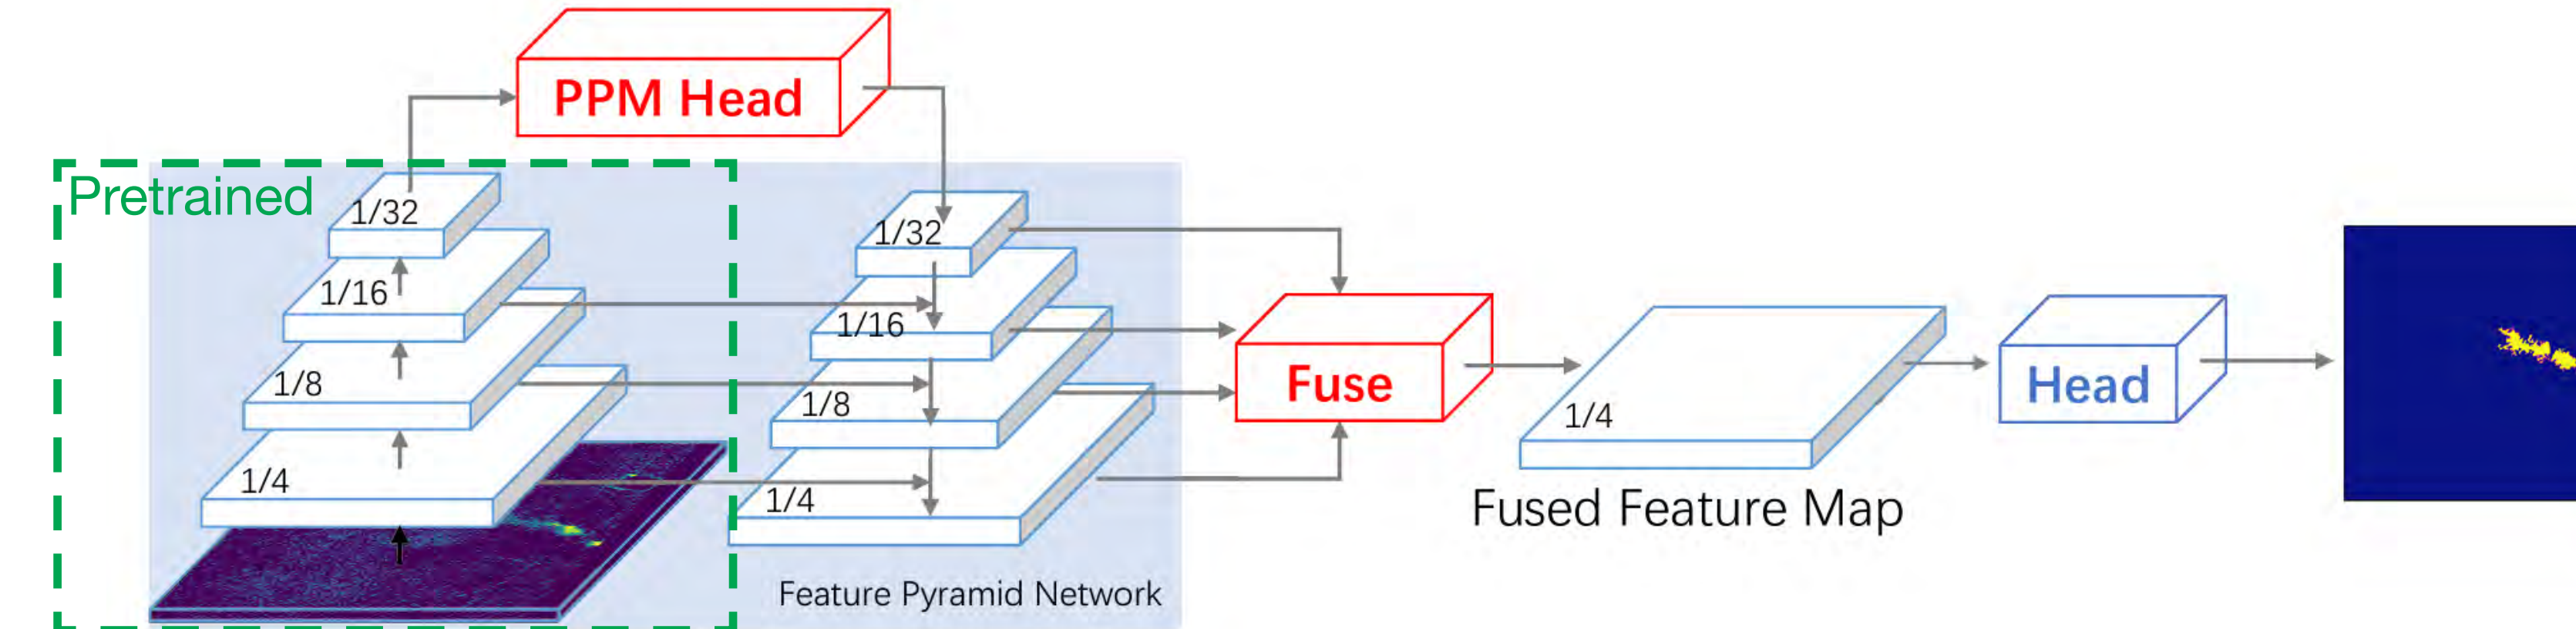 PPM Head
Pretrained
1/32
1/16
1/8
1/4
1/32
1/16
1/8
1/4
Feature Pyramid Network
Fuse
1/4
Fused Feature Map
Head